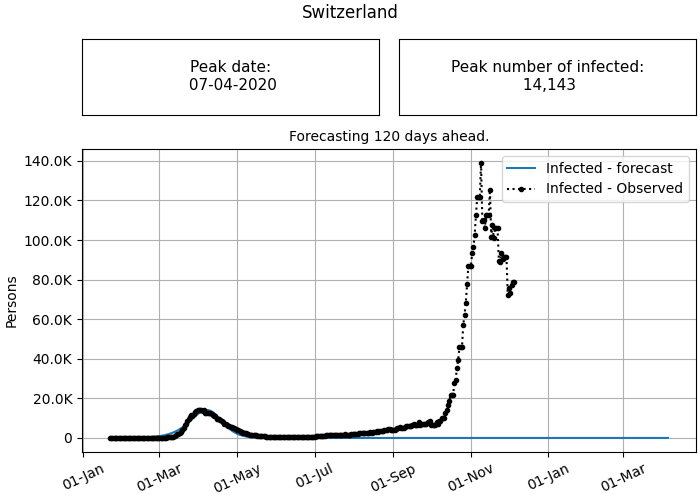 Switzerland
Peak date:
07-04-2020
Peak number of infected:
14,143
Forecasting 120 days ahead.
Infected - forecast
Infected - Observed
Persons
140.0K
120.0K
100.0K
80.0K
60.0K
40.0K
20.0K
0
01-Jan
01-Mar
01-May
01-Jul
01-Sep
01-Nov
01-Jan
01-Mar